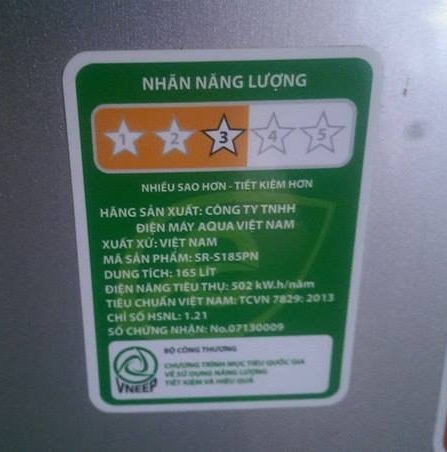 NHÃN NĂNG LƯỢNG
1 2 3 4 5
NHIỀU SAO HƠN - TIẾT KIỆM HƠN
HÃNG SẢN XUẤT: CÔNG TY TNHH
ĐIỆN MÁY AQUA VIỆT NAM
XUẤT XỨ: VIỆT NAM
MÃ SẢN PHẨM: SR-S185PN
DUNG TÍCH: 165 LÍT
ĐIỆN NĂNG TIÊU THỤ: 502 kW.h/năm
TIÊU CHUẨN VIỆT NAM: TCVN 7829: 2013
CHỈ SỐ HSNL: 1.21
SỐ CHỨNG NHẬN: No.07130009
BỘ CÔNG THƯƠNG
CHƯƠNG TRÌNH MỤC TIÊU QUỐC GIA
VỀ SỬ DỤNG NĂNG LƯỢNG
TIẾT KIỆM VÀ HIỆU QUẢ
VNEEP